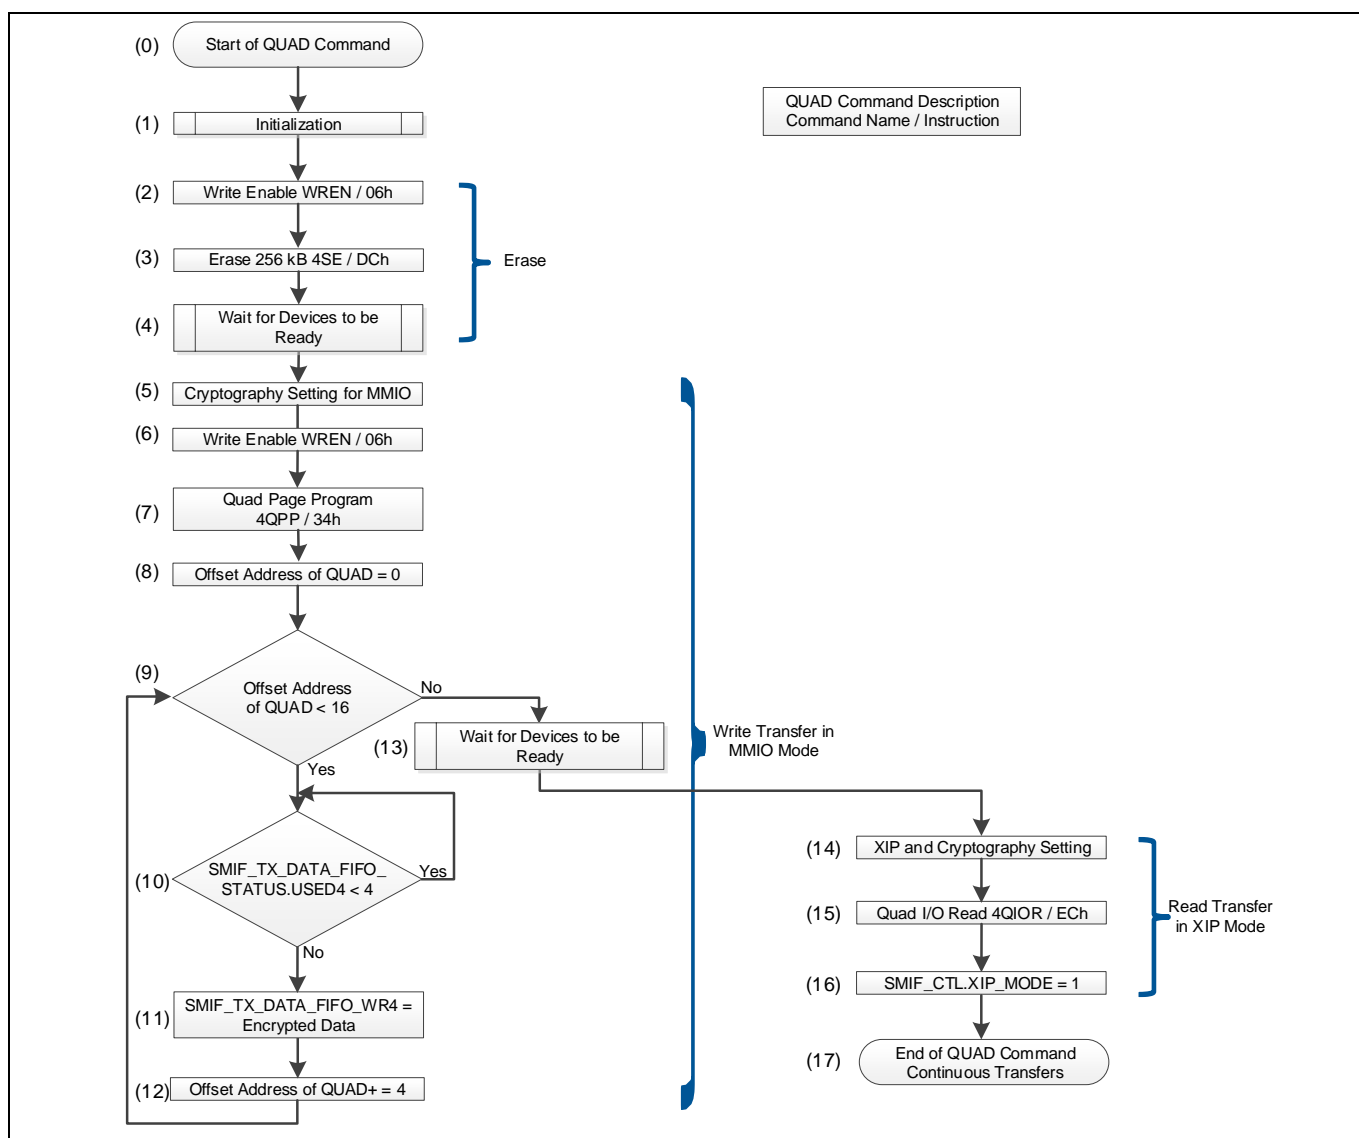 (0)
Start of QUAD Command
QUAD Command Description
Command Name / Instruction
(1)
Initialization
(2)
Write Enable WREN / 06h
(3)
Erase 256 kB 4SE / DCh
Erase
(4)
Wait for Devices to be
Ready
(5)
Cryptography Setting for MMIO
(6)
Write Enable WREN / 06h
(7)
Quad Page Program
4QPP / 34h
(8)
Offset Address of QUAD = 0
(9)
Offset Address
of QUAD < 16
No
Yes
(13)
Wait for Devices to be
Ready
Write Transfer in
MMIO Mode
(10)
SMIF_TX_DATA_FIFO_
STATUS.USED4 < 4
Yes
No
(11)
SMIF_TX_DATA_FIFO_WR4 =
Encrypted Data
(12)
Offset Address of QUAD+ = 4
(14)
XIP and Cryptography Setting
(15)
Quad I/O Read 4QIOR / ECh
Read Transfer
in XIP Mode
(16)
SMIF_CTL.XIP_MODE = 1
(17)
End of QUAD Command
Continuous Transfers